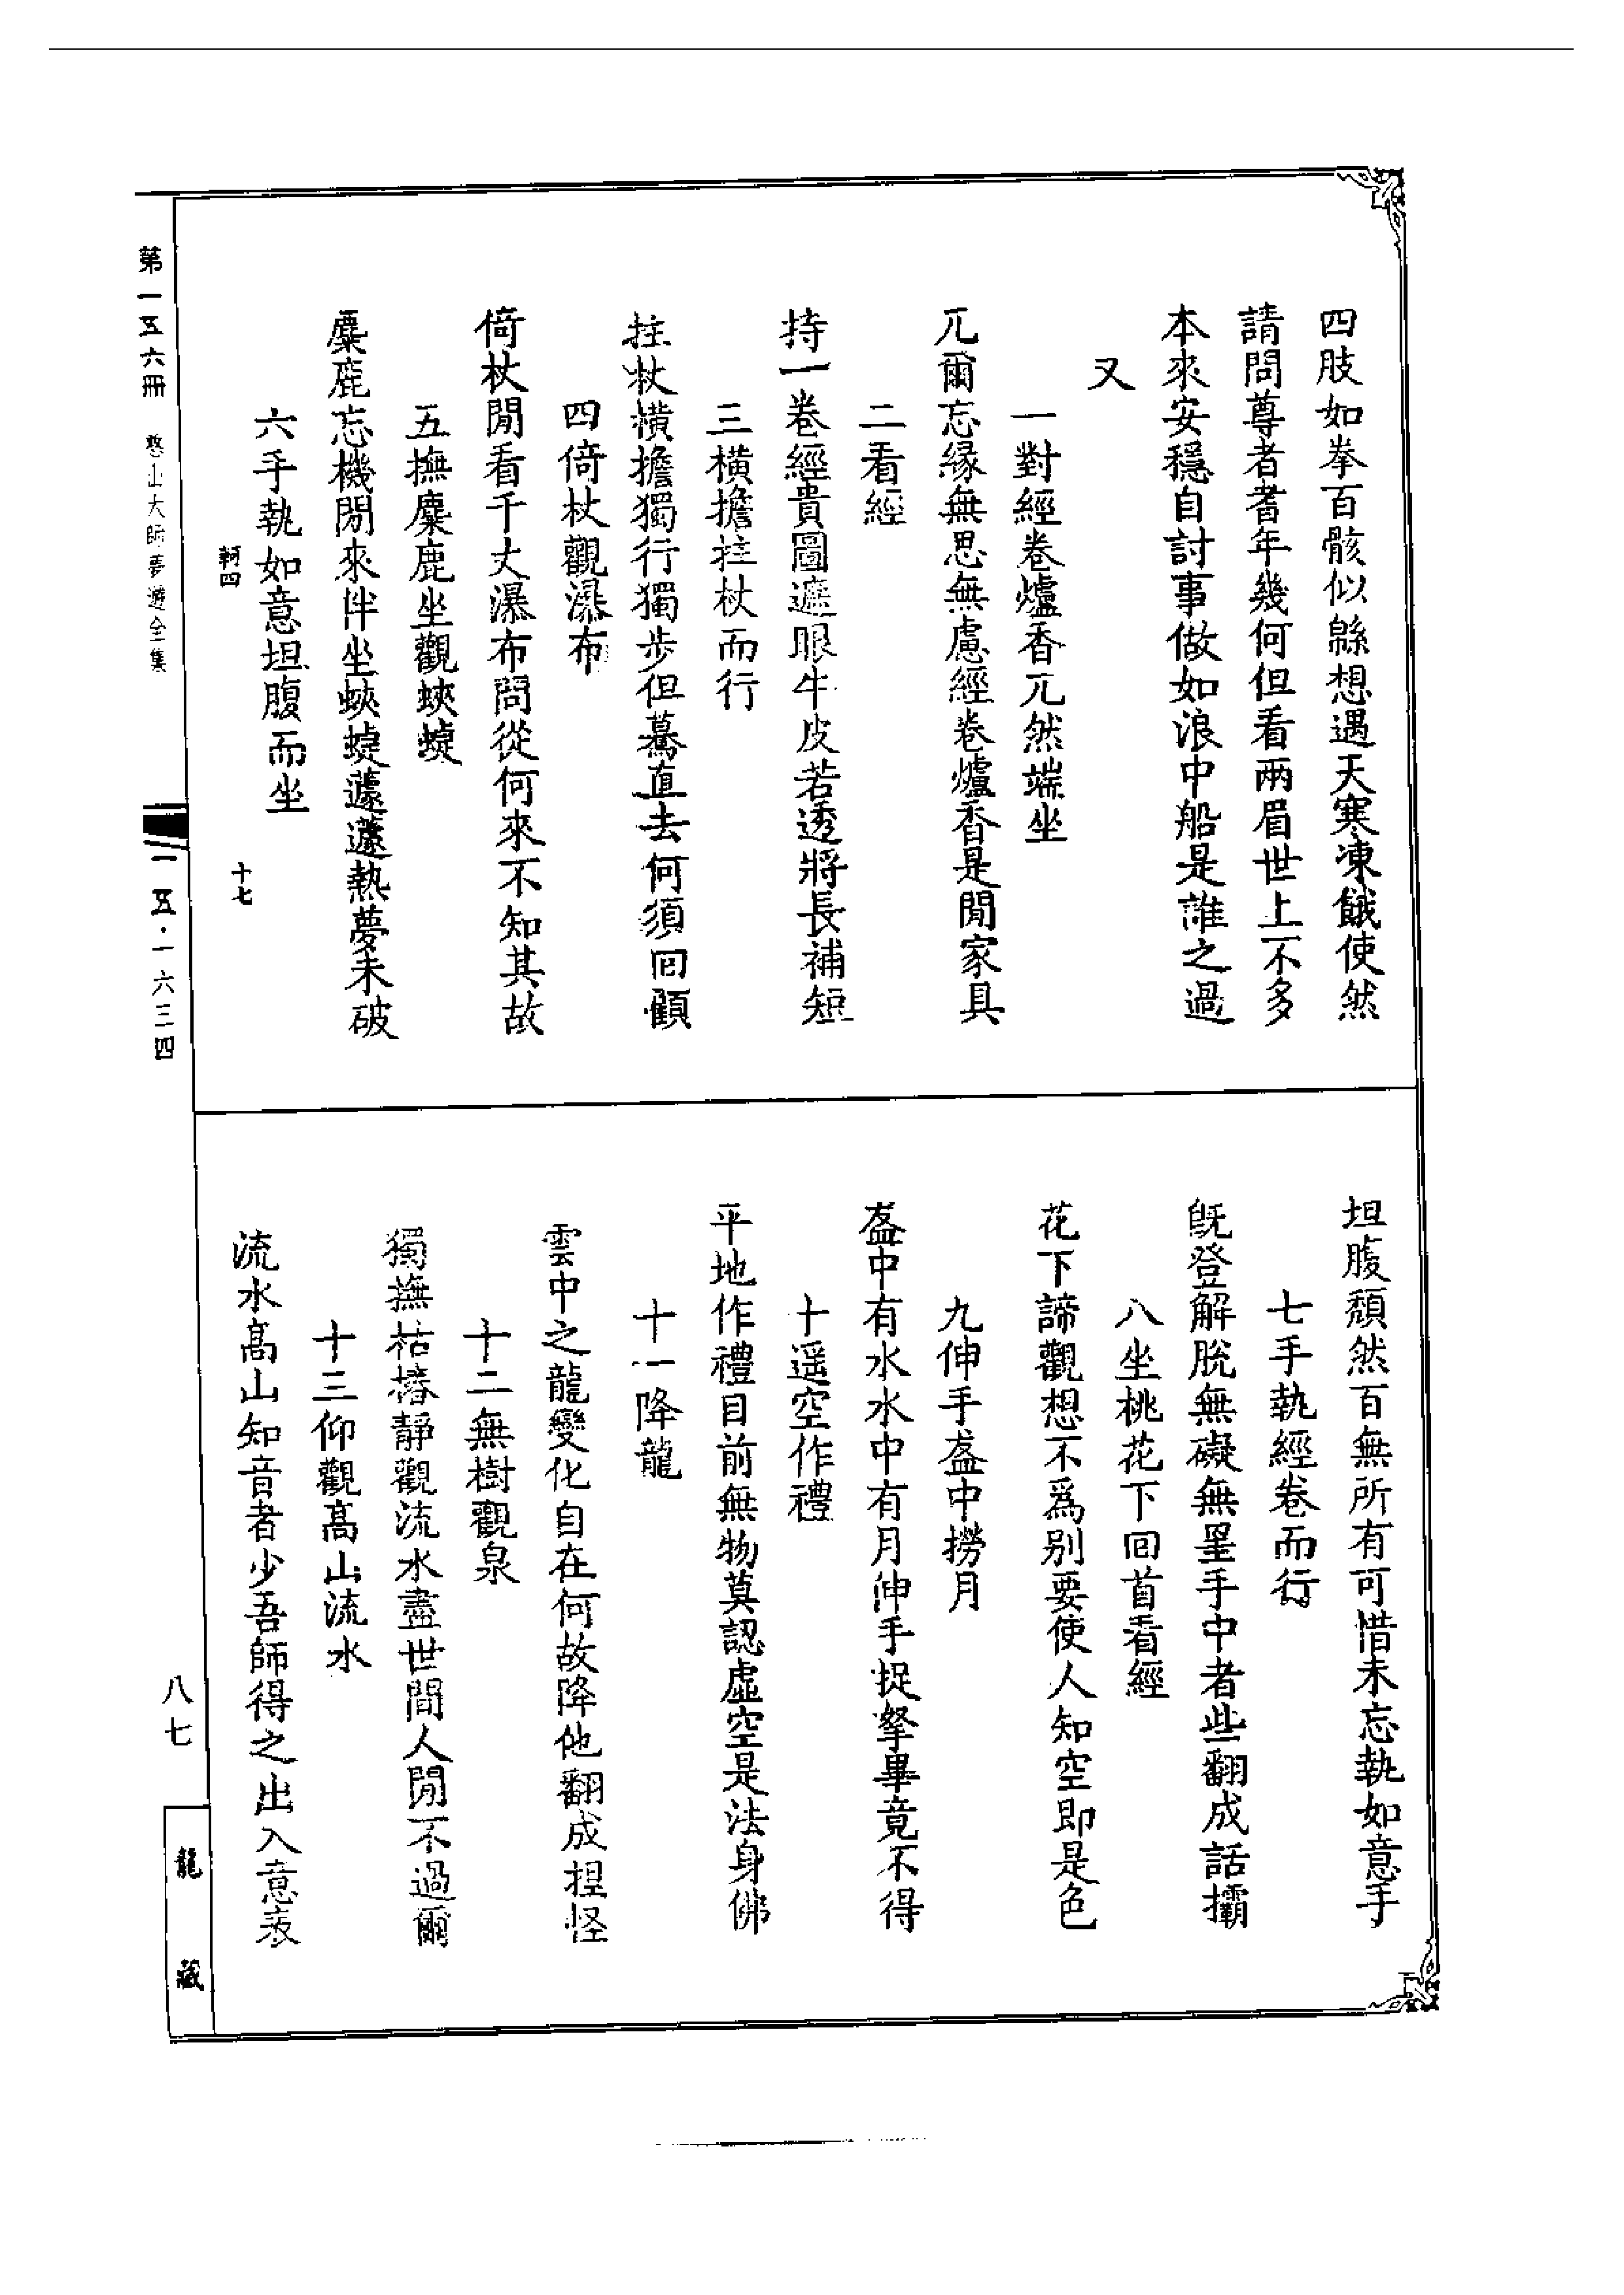 四肢如拳百骸似緜想遇天寒凍餓使然
請問尊者耆年幾何但看兩眉世上不多
本來安穩自討事做如浪中船是誰之過
又
一對經卷爐香兀然端坐
兀爾忘緣無思無慮經卷爐香是閒家具
二看經
持一卷經貴圖遮眼牛皮若透將長補短
三橫擔拄杖而行
拄杖橫擔獨行獨步但驀直去何須回顧
四倚杖觀瀑布
倚杖閒看千丈瀑布問從何來不知其故
五撫麋鹿坐觀蛺蝶
麋鹿忘機閒來伴坐蛺蝶蘧蘧熱夢未破
六手執如意坦腹而坐
軻四
十七
坦腹頹然百無所有可惜未忘執如意手
七手執經卷而行
旣登解脫無礙無罣手中者些翻成話欛
八坐桃花下回首看經
花下諦觀想不爲別要使人知空即是色
九伸手盋中撈月
盋中有水水中有月伸手捉拏畢竟不得
十遥空作禮
平地作禮目前無物莫認虛空是法身佛
十一降龍
雲中之龍變化自在何故降他翻成捏怪
十二無樹觀泉
獨撫枯樁靜觀流水盡世間人閒不過爾
十三仰觀高山流水
流水高山知音者少吾師得之出入意表
第一五六冊 憨山大師夢遊全集
一五·一六三四
八七
龍藏